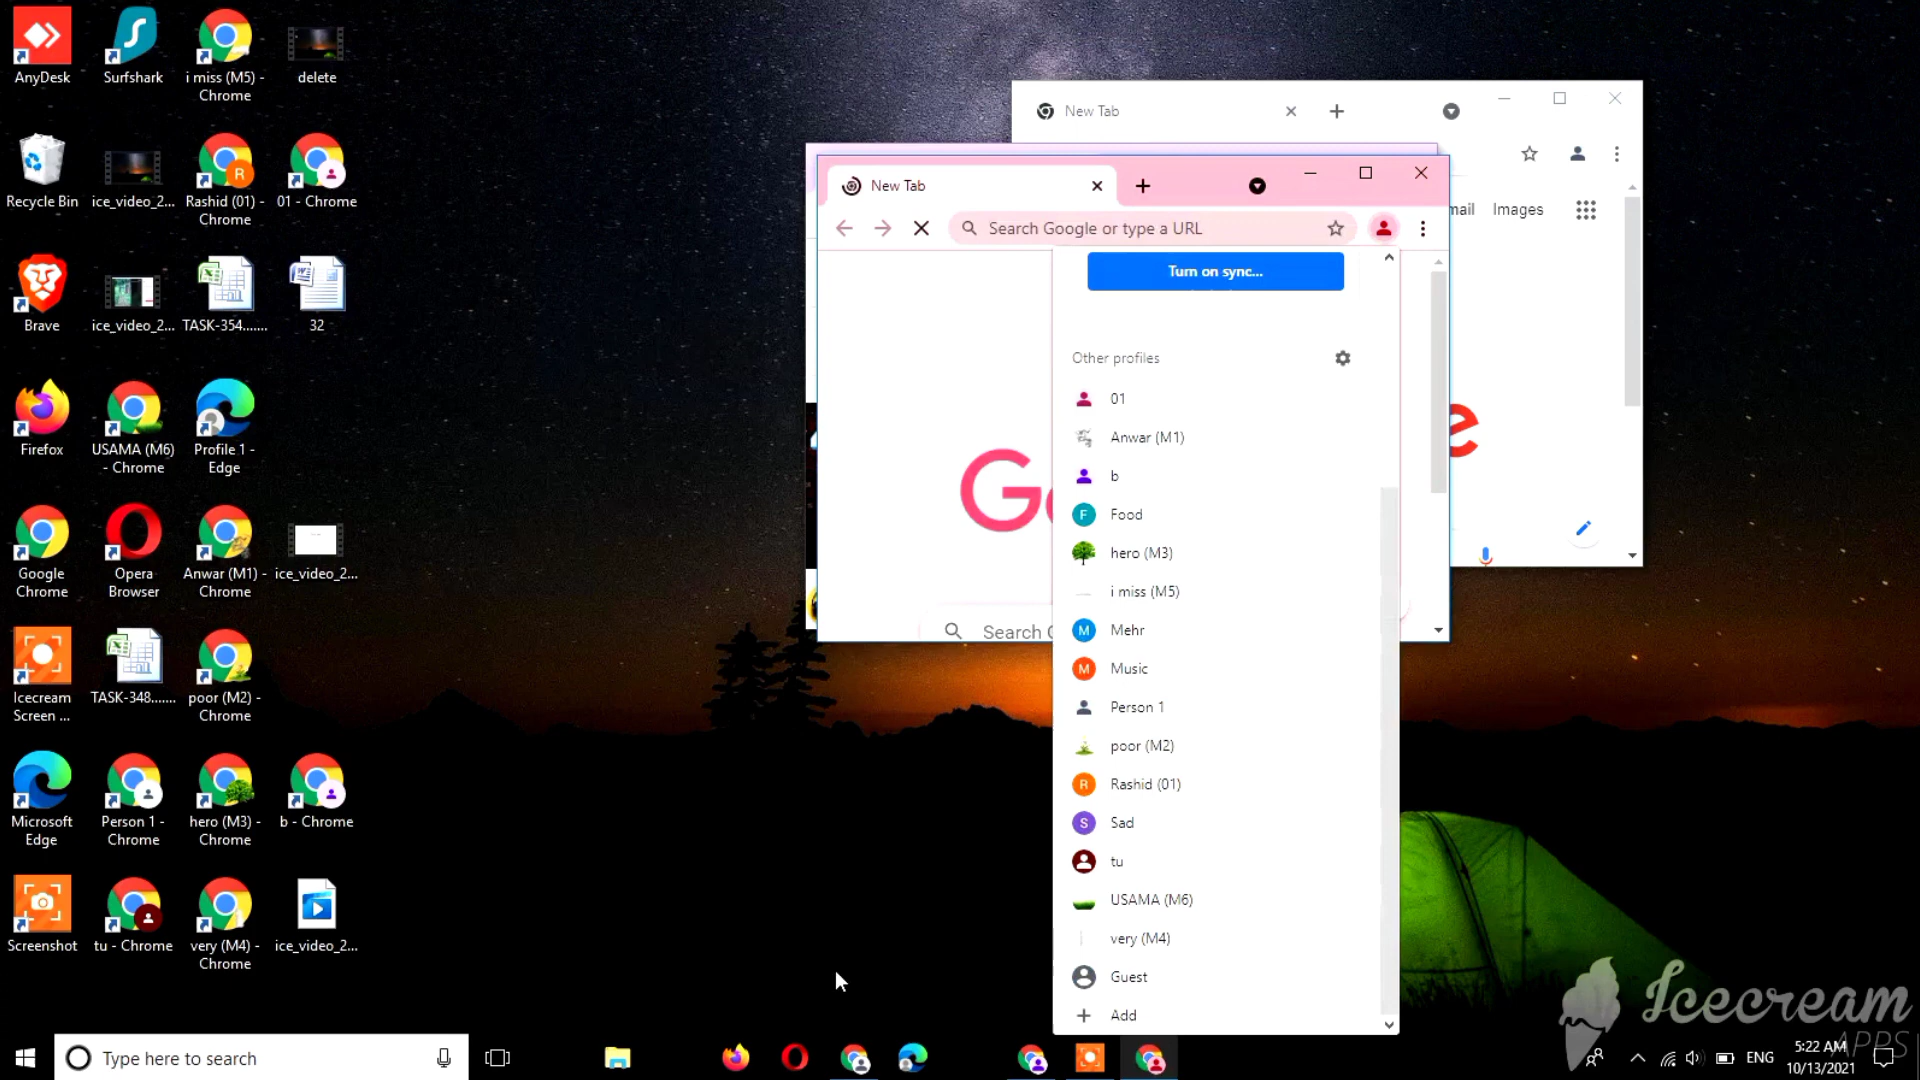 AnyDesk
Surfshark
i miss (M5) -
Chrome
delete
Recycle Bin
ice_video_2...
Rashid (01) -
Chrome
01 - Chrome
Brave
ice_video_2...
TASK-354.......
32
Firefox
USAMA (M6)
- Chrome
Profile 1 -
Edge
Google
Chrome
Opera
Browser
Anwar (M1) -
Chrome
ice_video_2...
Icecream
Screen ...
TASK-348.......
poor (M2) -
Chrome
Microsoft
Edge
Person 1 -
Chrome
hero (M3) -
Chrome
b - Chrome
Screenshot
tu - Chrome
very (M4) -
Chrome
ice_video_2...
New Tab
mail
Images
e
New Tab
Search Google or type a URL
Turn on sync...
Other profiles
01
Anwar (M1)
b
F Food
hero (M3)
i miss (M5)
M Mehr
M Music
Person 1
poor (M2)
R Rashid (01)
S Sad
tu
USAMA (M6)
very (M4)
Guest
Add
Go
Search G
Type here to search
ENG
5:22 AM
10/13/2021
Icecream
APPS